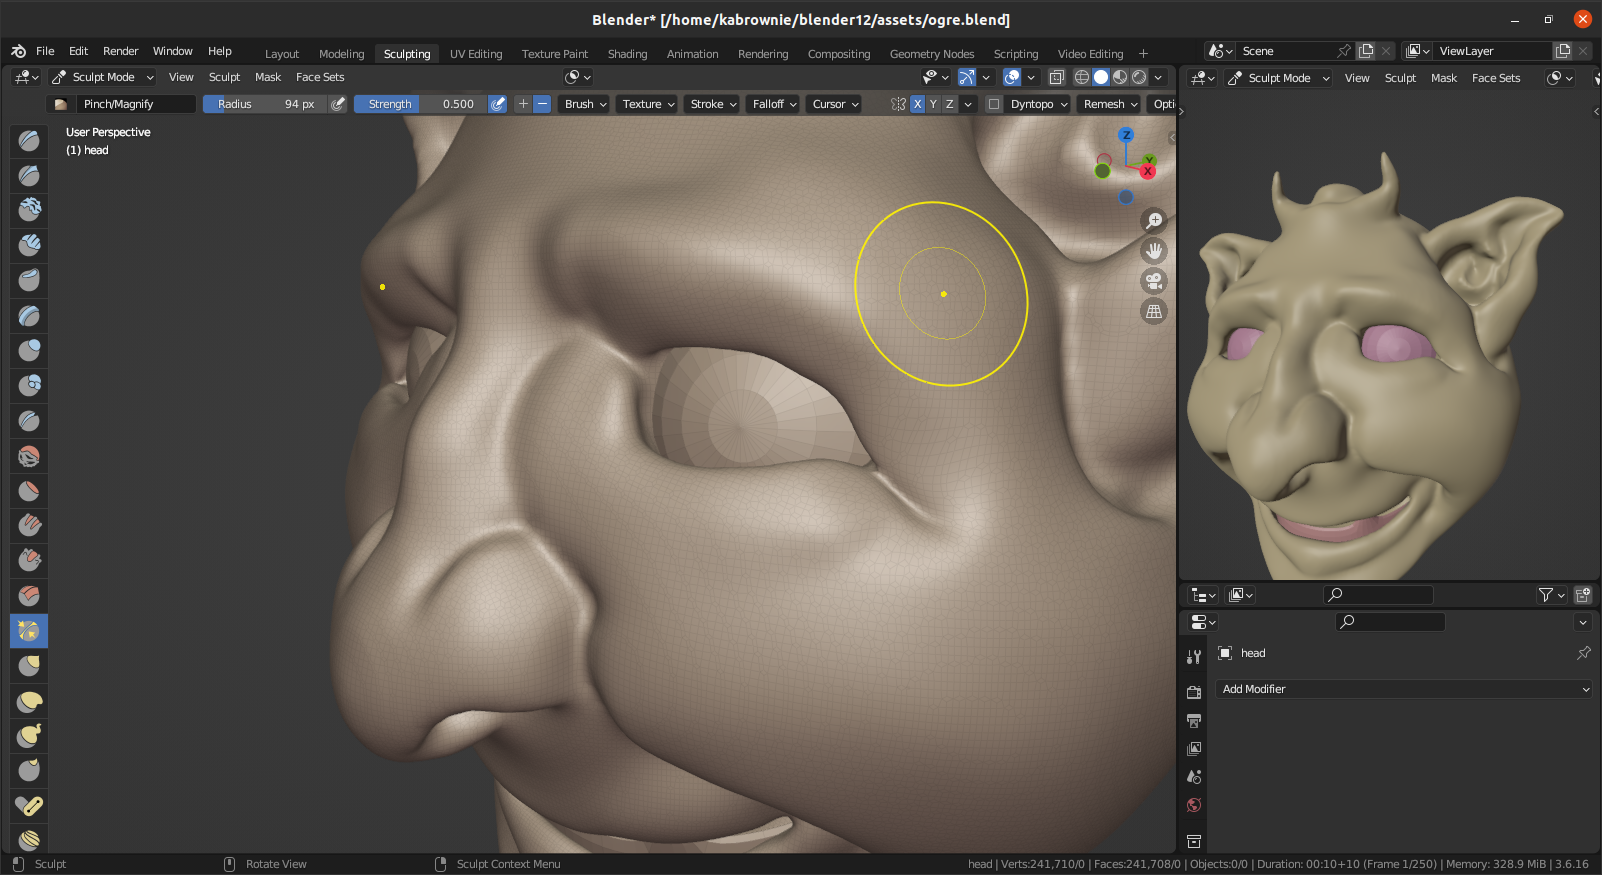 Blender* [/home/kabrownie/blender12/assets/ogre.blend]
File Edit Render Window Help Layout Modeling Sculpting UV Editing Texture Paint Shading Animation Rendering Compositing Geometry Nodes Scripting Video Editing + Scene ViewLayer
Sculpt Mode View Sculpt Mask Face Sets Sculpt Mode View Sculpt Mask Face Sets
Pinch/Magnify Radius 94 px Strength 0.500 Brush Texture Stroke Falloff Cursor X Y Z Dyntopo Remesh Opti
User Perspective
(1) head
Z
Y
X
head
Add Modifier
Sculpt Rotate View Sculpt Context Menu head | Verts:241,710/0 | Faces:241,708/0 | Objects:0/0 | Duration: 00:10+10 (Frame 1/250) | Memory: 328.9 MiB | 3.6.16